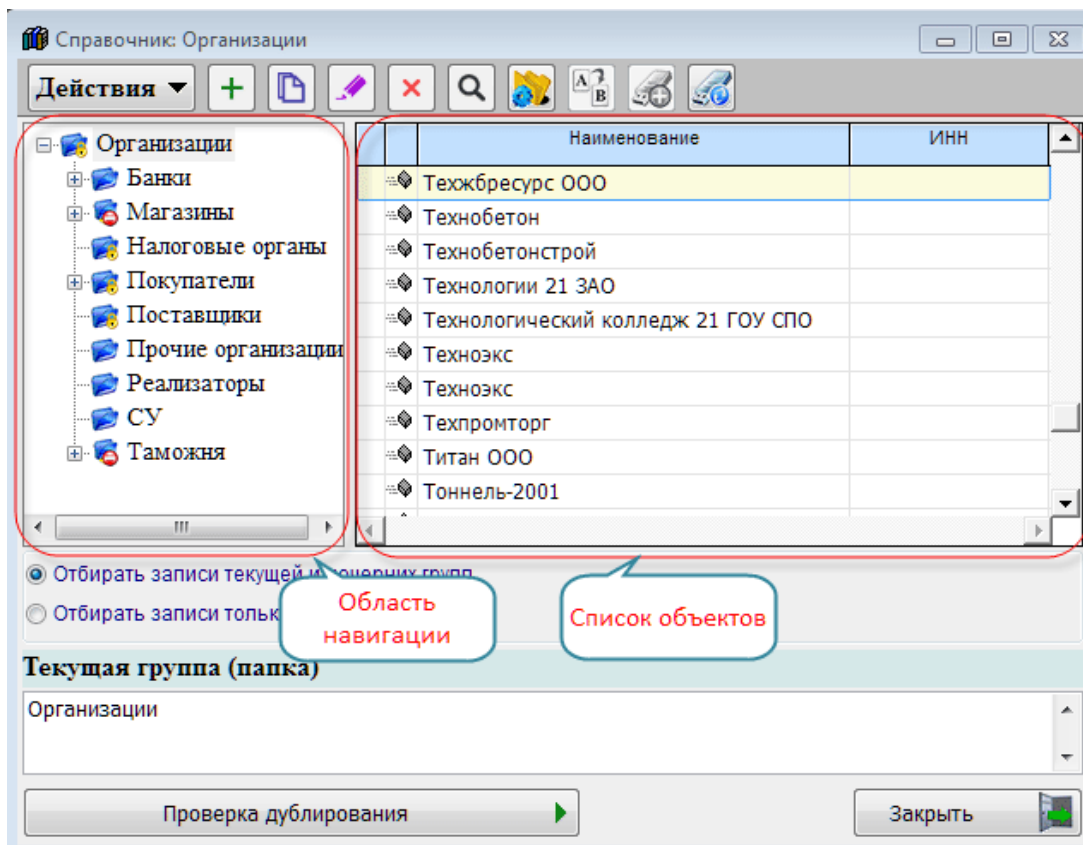 Справочник: Организации
Действия
Организации
Банки
Магазины
Налоговые органы
Покупатели
Поставщики
Прочие организации
Реализаторы
СУ
Таможня
Наименование ИНН
Техжбресурс ООО
Технобетон
Технобетонстрой
Технологии 21 ЗАО
Технологический колледж 21 ГОУ СПО
Техноэкс
Техноэкс
Техпромторг
Титан ООО
Тоннель-2001
Отбирать записи текущей и дочерних групп
Отбирать записи тольк
Область
навигации
Список объектов
Текущая группа (папка)
Организации
Проверка дублирования
Закрыть